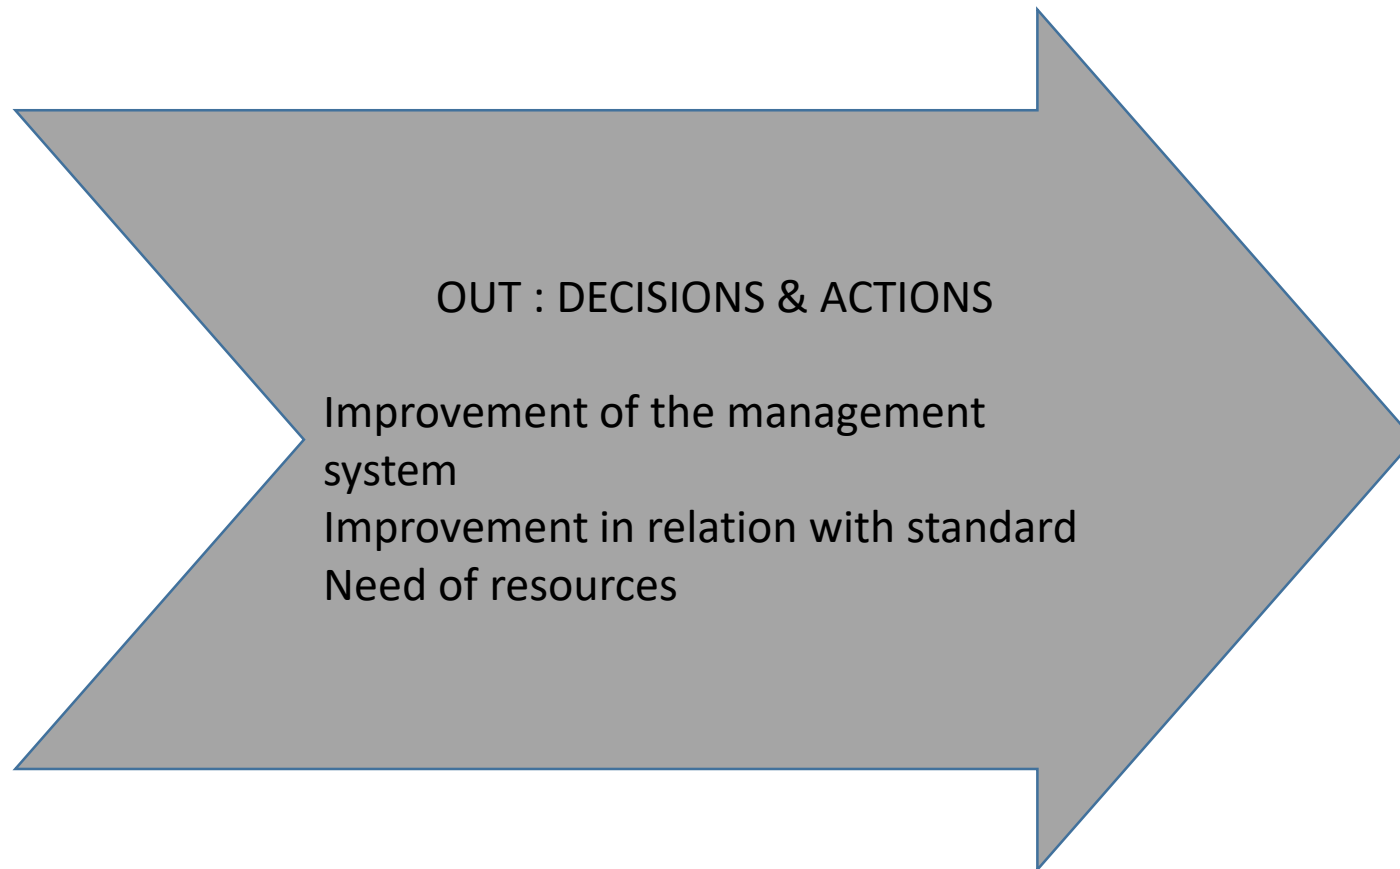 OUT : DECISIONS & ACTIONS
Improvement of the management
system
Improvement in relation with standard
Need of resources